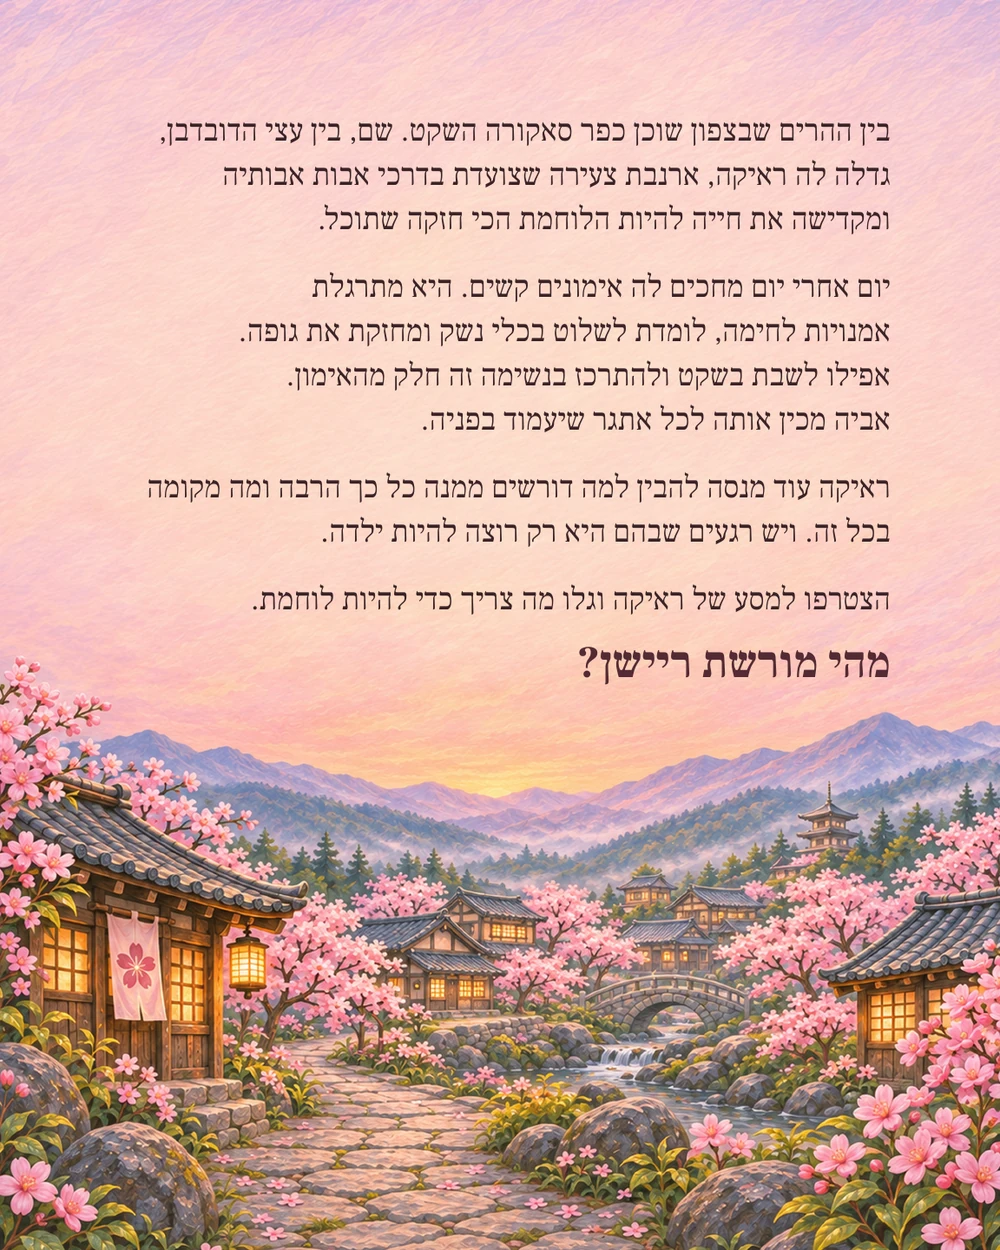 בין ההרים שבצפון שוכן כפר סאקורה השקט. שם, בין עצי הדובדבן,
גדלה לה ראיקה, ארנבת צעירה שצועדת בדרכי אבות אבותיה
ומקדישה את חייה להיות הלוחמת הכי חזקה שתוכל.
יום אחרי יום מחכים לה אימונים קשים. היא מתרגלת
אמנויות לחימה, לומדת לשלוט בכלי נשק ומחזקת את גופה.
אפילו לשבת בשקט ולהתרכז בנשימה זה חלק מהאימון.
אביה מכין אותה לכל אתגר שיעמוד בפניה.
ראיקה עוד מנסה להבין למה דורשים ממנה כל כך הרבה ומה מקומה
בכל זה. ויש רגעים שבהם היא רק רוצה להיות ילדה.
הצטרפו למסע של ראיקה וגלו מה צריך כדי להיות לוחמת.
מהי מורשת ריישן?